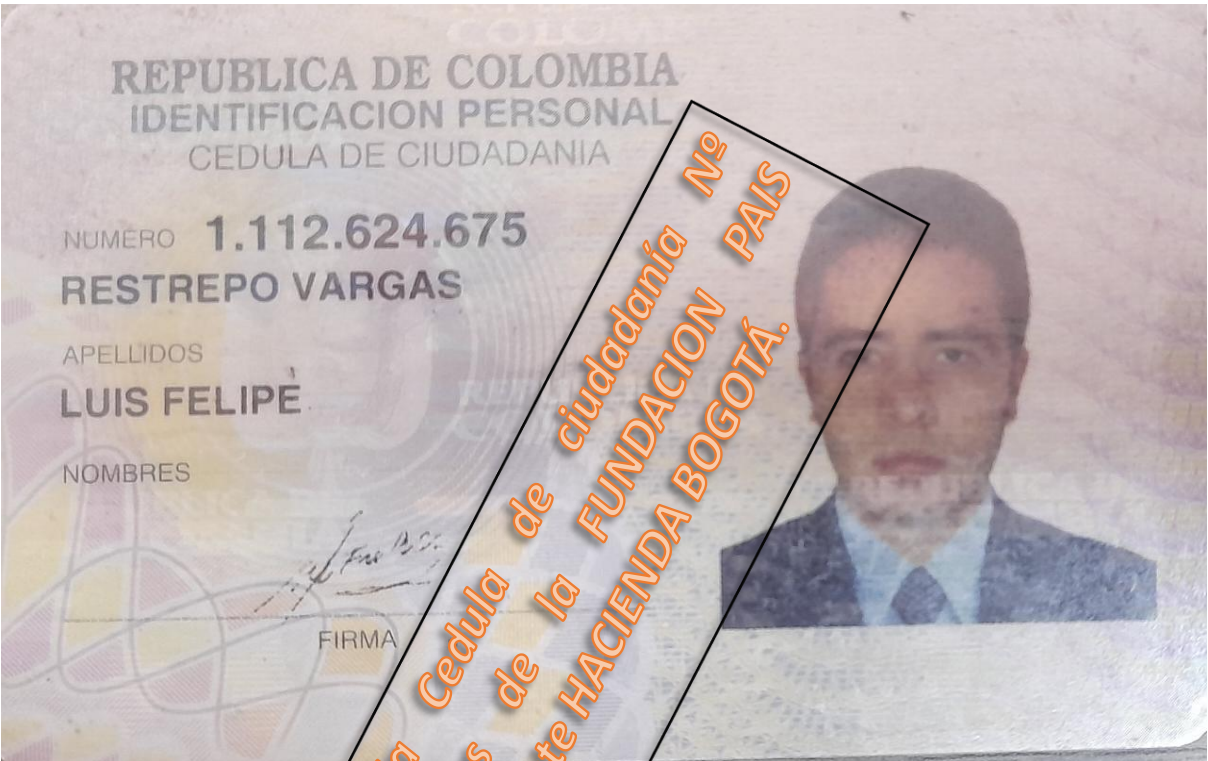 REPUBLICA DE COLOMBIA
IDENTIFICACION PERSONAL
CEDULA DE CIUDADANIA
NUMERO 1.112.624.675
RESTREPO VARGAS
APELLIDOS
LUIS FELIPE
NOMBRES
FIRMA
Cedula de ciudadanía Nº
de la FUNDACION PAIS
HACIENDA BOGOTÁ.